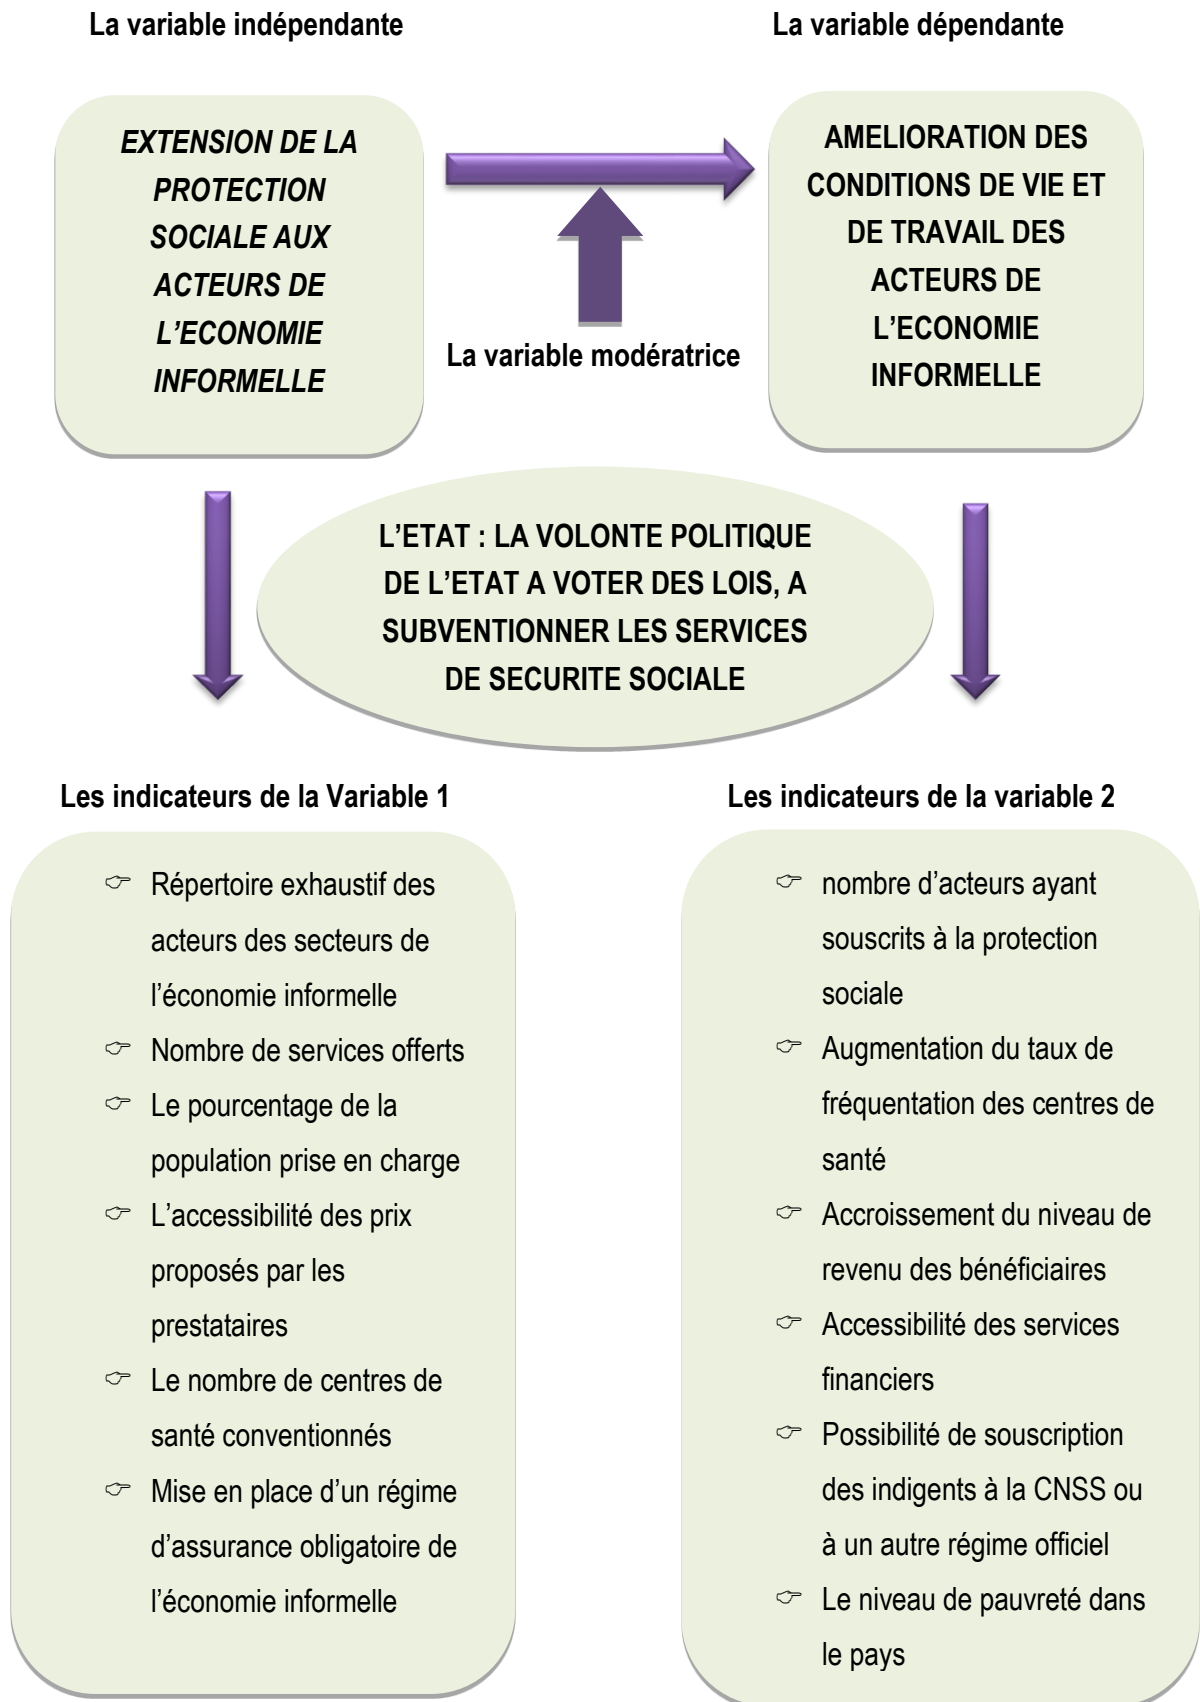 La variable indépendante
La variable dépendante
EXTENSION DE LA
PROTECTION
SOCIALE AUX
ACTEURS DE
L’ECONOMIE
INFORMELLE
AMELIORATION DES
CONDITIONS DE VIE ET
DE TRAVAIL DES
ACTEURS DE
L’ECONOMIE
INFORMELLE
La variable modératrice
L’ETAT : LA VOLONTE POLITIQUE
DE L’ETAT A VOTER DES LOIS, A
SUBVENTIONNER LES SERVICES
DE SECURITE SOCIALE
Les indicateurs de la Variable 1
☞ Répertoire exhaustif des
acteurs des secteurs de
l’économie informelle
☞ Nombre de services offerts
☞ Le pourcentage de la
population prise en charge
☞ L’accessibilité des prix
proposés par les
prestataires
☞ Le nombre de centres de
santé conventionnés
☞ Mise en place d’un régime
d’assurance obligatoire de
l’économie informelle
Les indicateurs de la variable 2
☞ nombre d’acteurs ayant
souscrits à la protection
sociale
☞ Augmentation du taux de
fréquentation des centres de
santé
☞ Accroissement du niveau de
revenu des bénéficiaires
☞ Accessibilité des services
financiers
☞ Possibilité de souscription
des indigents à la CNSS ou
à un autre régime officiel
☞ Le niveau de pauvreté dans
le pays